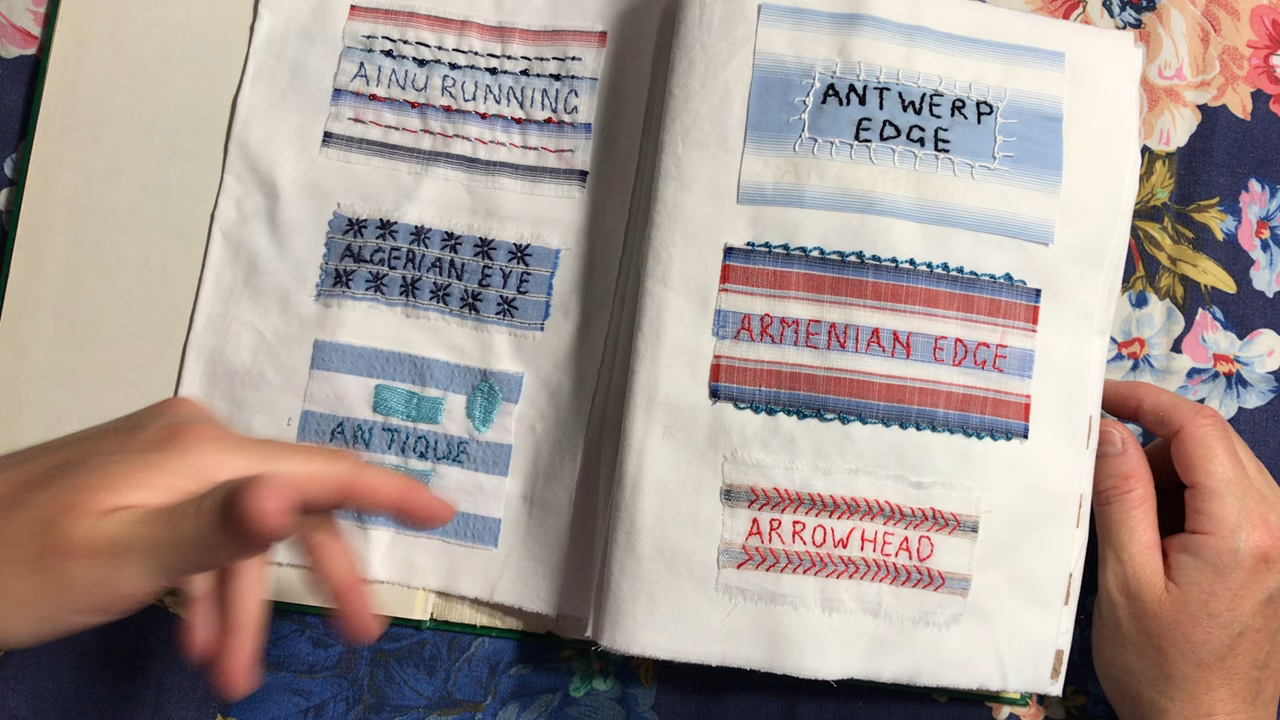 AINU RUNNING
ALGERIAN EYE
ANTIQUE
ANTWERP
EDGE
ARMENIAN EDGE
ARROWHEAD